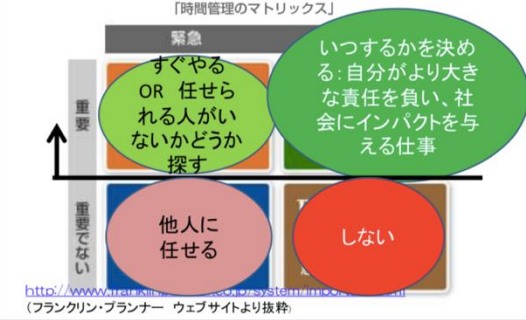 「時間管理のマトリックス」
緊急
重要
すぐやる
OR 任せら
れる人がい
ないかどうか
探す
いつするかを決め
る：自分がより大き
な責任を負い、社
会にインパクトを与
える仕事
重要でない
他人に
任せる
しない
(フランクリン・プランナー ウェブサイトより抜粋)